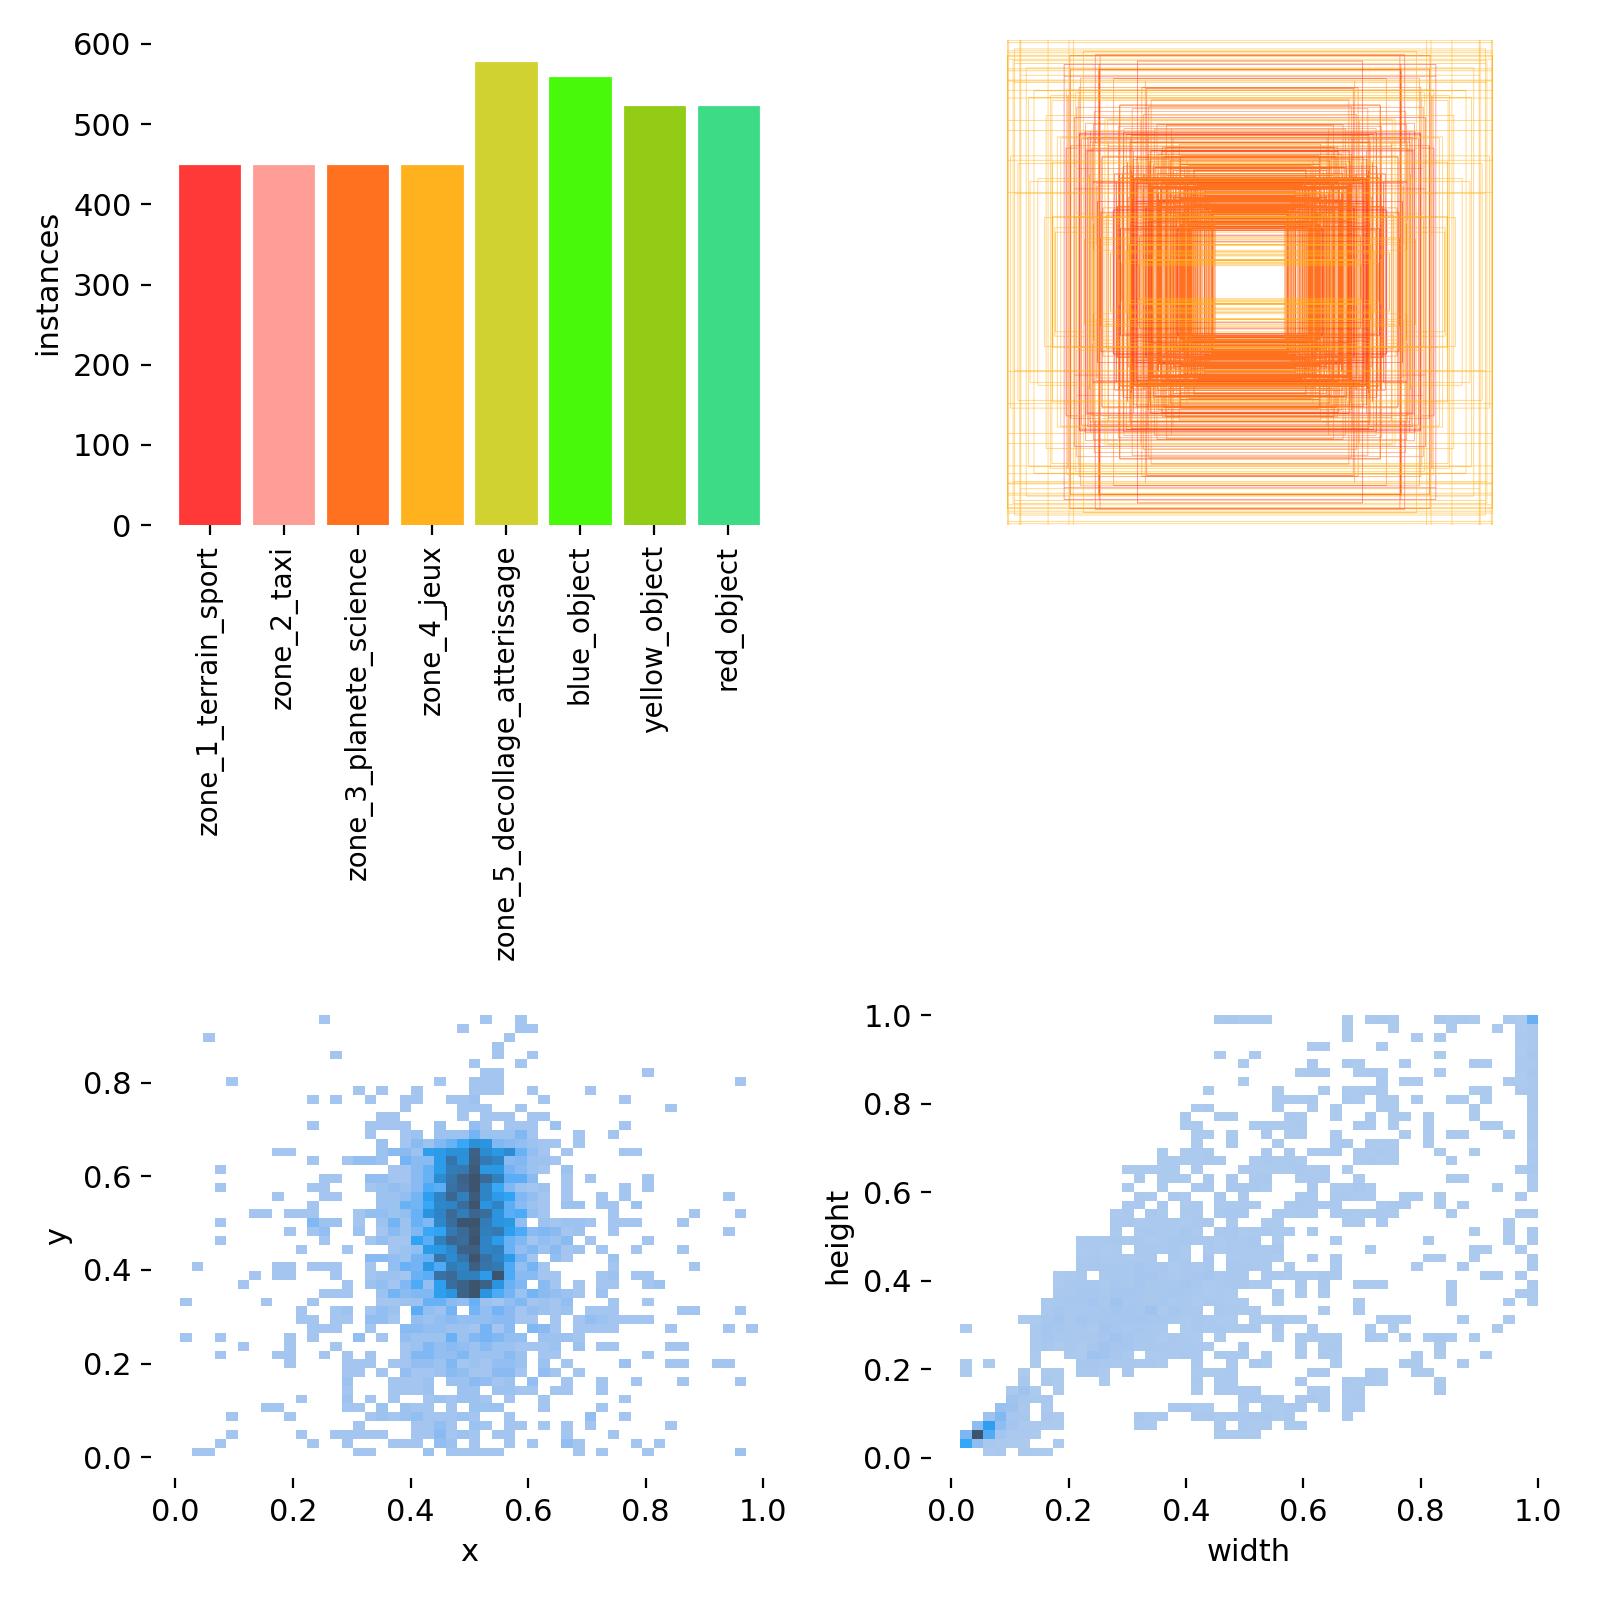 600
500
400
300
200
100
0
instances
zone_1_terrain_sport
zone_2_taxi
zone_3_planete_science
zone_4_jeux
zone_5_decollage_atterissage
blue_object
yellow_object
red_object
0.8
0.6
0.4
0.2
0.0
y
0.0 0.2 0.4 0.6 0.8 1.0
x
1.0
0.8
0.6
0.4
0.2
0.0
height
0.0 0.2 0.4 0.6 0.8 1.0
width